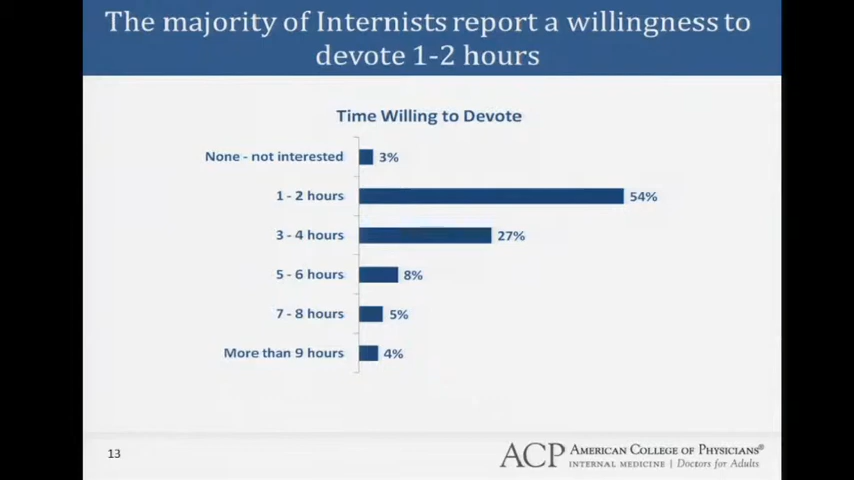 The majority of Internists report a willingness to
devote 1-2 hours
Time Willing to Devote
None - not interested 3%
1 - 2 hours 54%
3 - 4 hours 27%
5 - 6 hours 8%
7 - 8 hours 5%
More than 9 hours 4%
13
ACP AMERICAN COLLEGE OF PHYSICIANS®
INTERNAL MEDICINE | Doctors for Adults